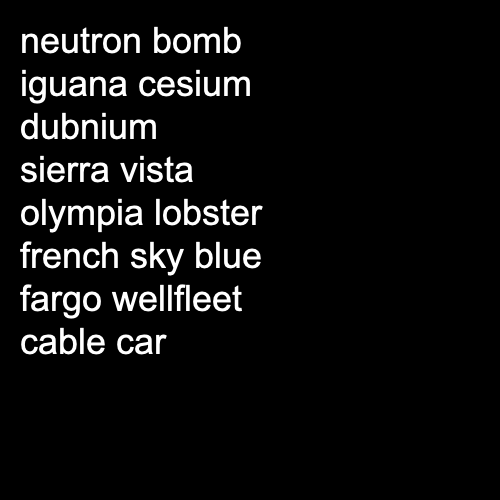 neutron bomb
iguana cesium
dubnium
sierra vista
olympia lobster
french sky blue
fargo wellfleet
cable car